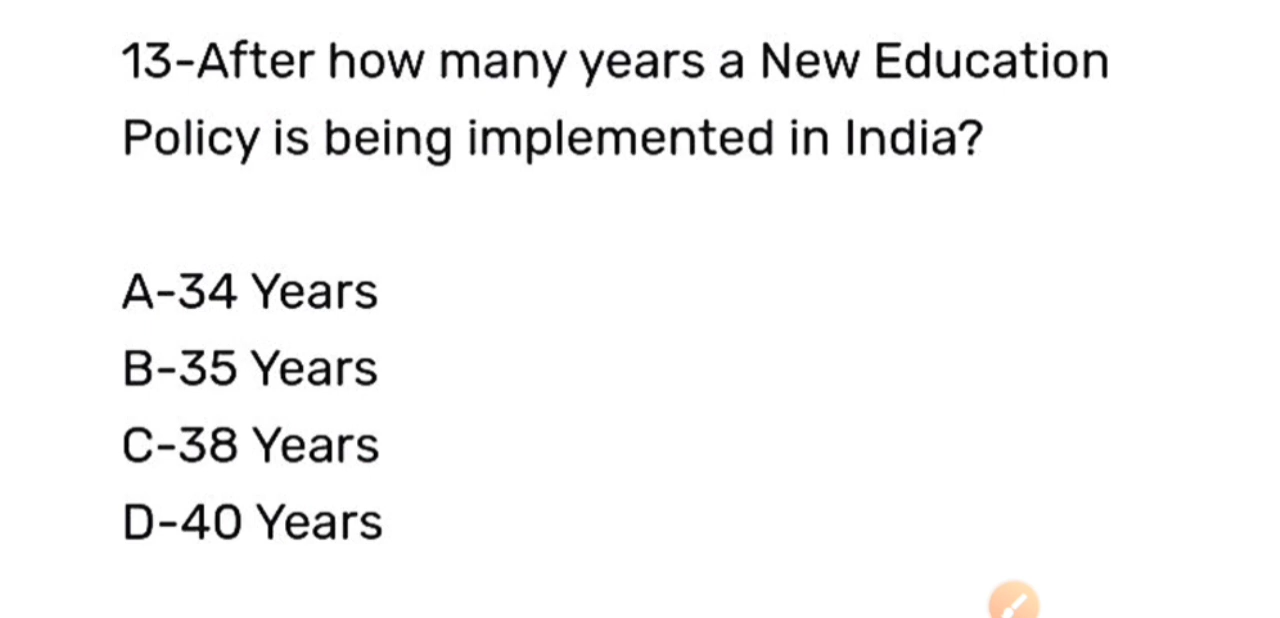 13-After how many years a New Education
Policy is being implemented in India?
A-34 Years
B-35 Years
C-38 Years
D-40 Years